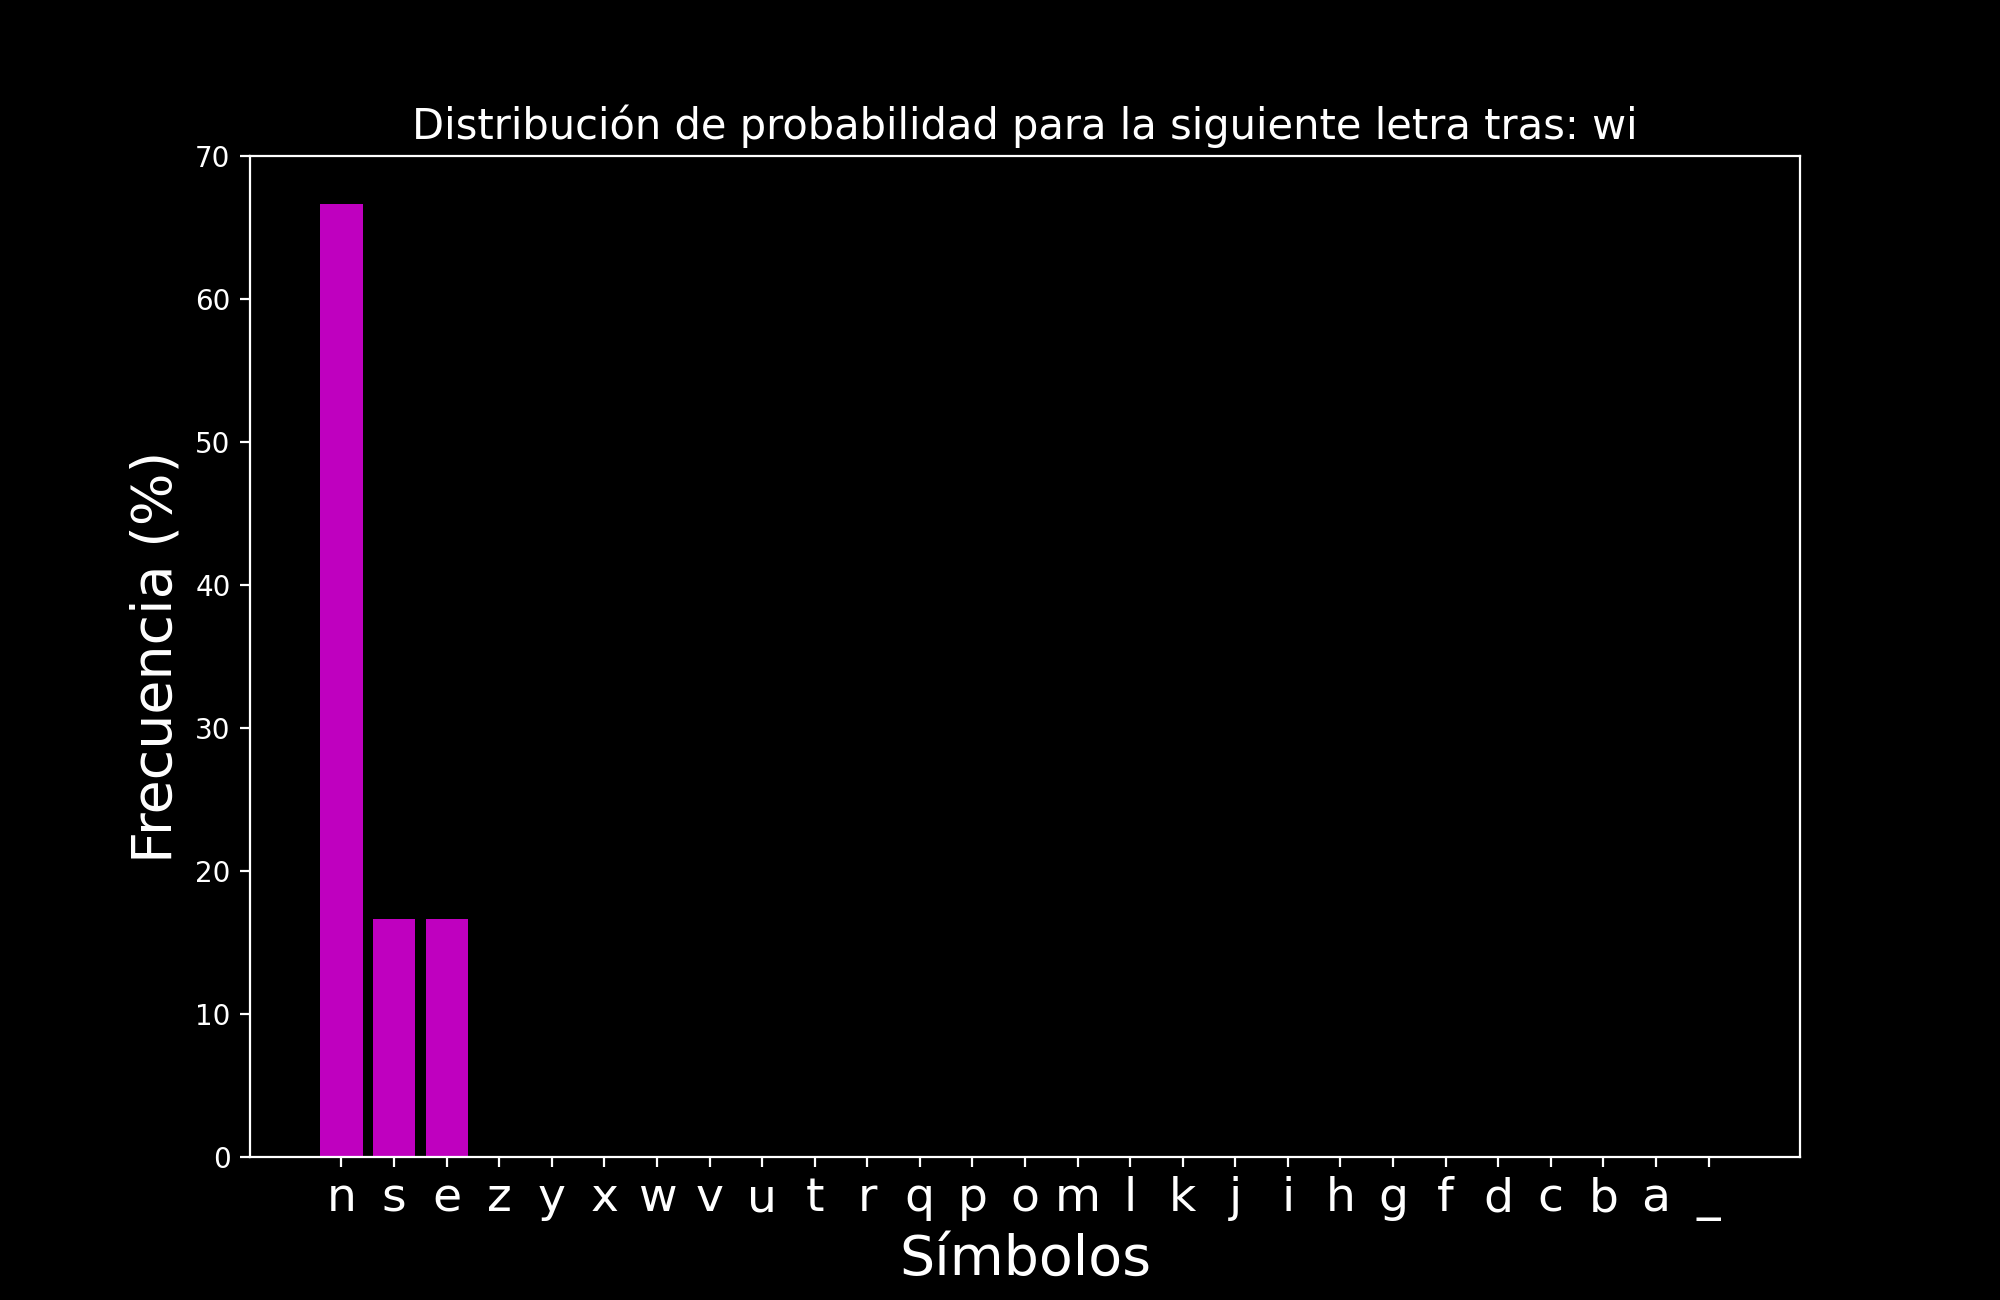 Distribución de probabilidad para la siguiente letra tras: wi
70
60
50
40
30
20
10
0
Frecuencia (%)
n s e z y x w v u t r q p o m l k j i h g f d c b a _
Símbolos